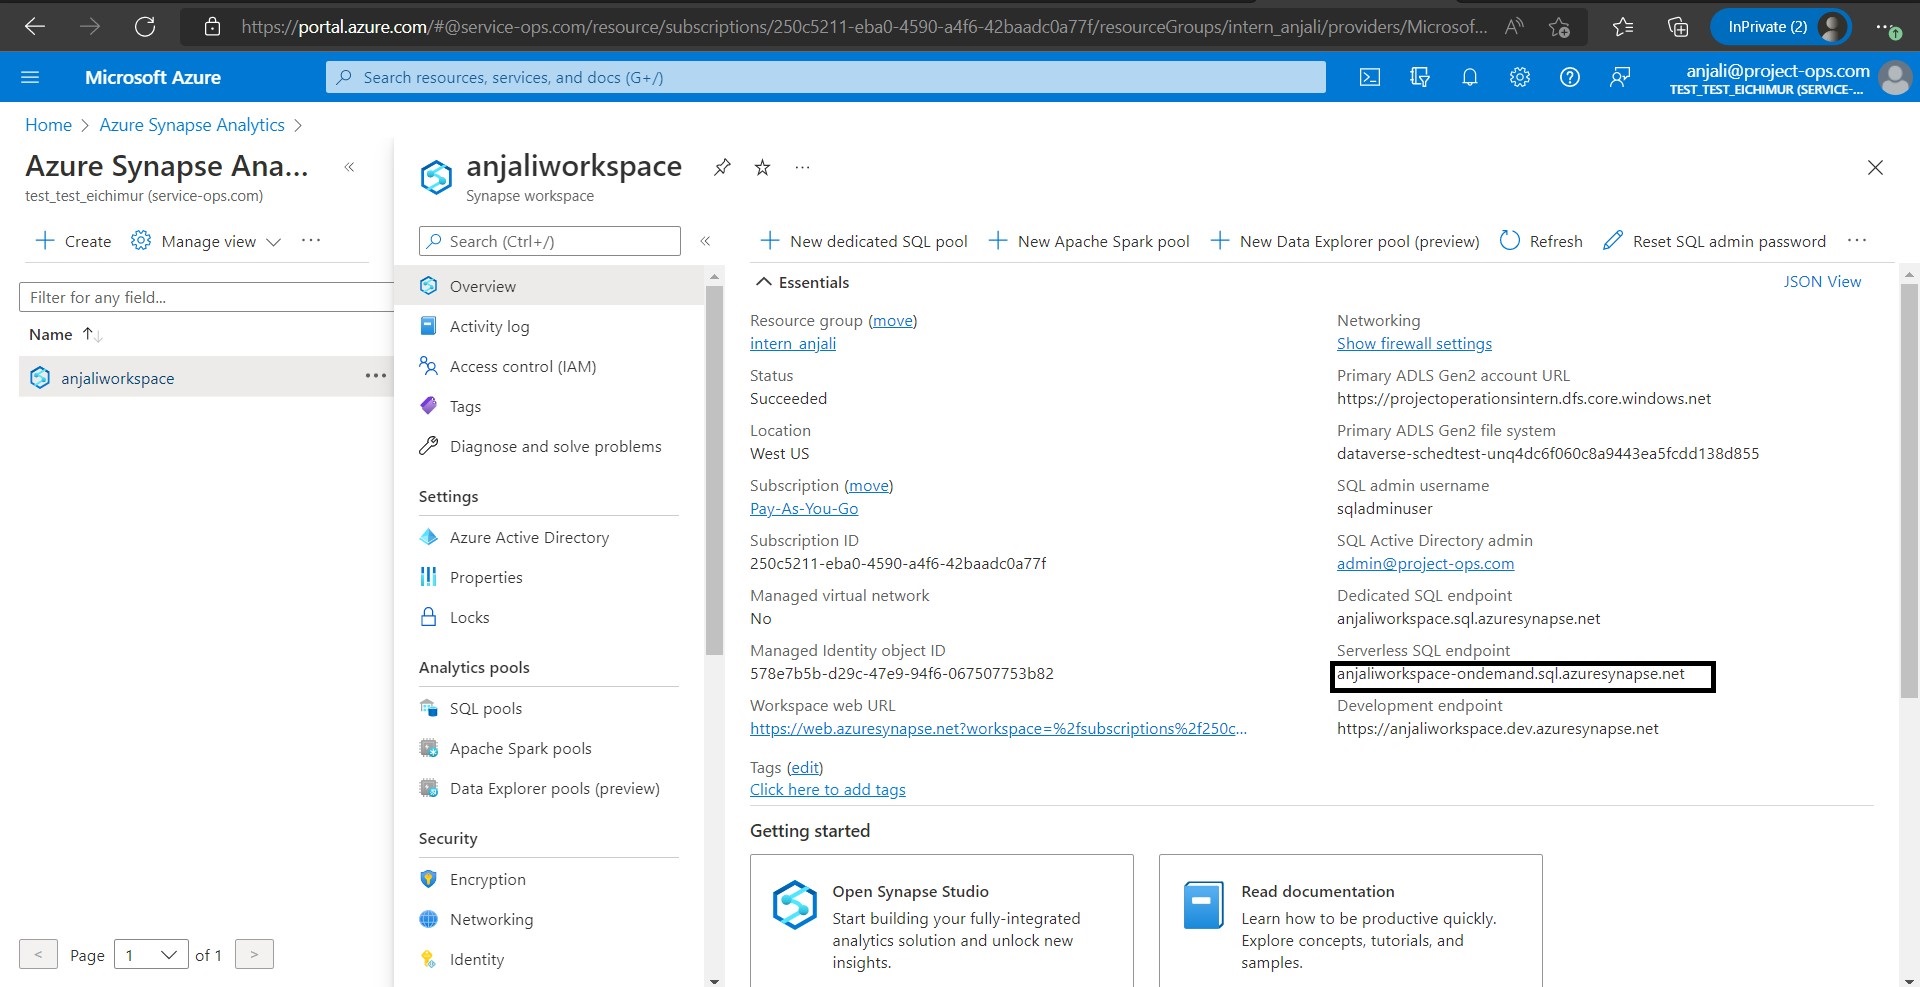 https://portal.azure.com/#@service-ops.com/resource/subscriptions/250c5211-eba0-4590-a4f6-42baadc0a77f/resourceGroups/intern_anjali/providers/Microsof...
InPrivate (2)
Microsoft Azure
Search resources, services, and docs (G+/)
anjali@project-ops.com
TEST_TEST_EICHIMUR (SERVICE-...
Home > Azure Synapse Analytics >
Azure Synapse Ana...
test_test_eichimur (service-ops.com)
+ Create
Manage view
...
Filter for any field...
Name
anjaliworkspace
...
< Page 1 of 1 >
anjaliworkspace
Synapse workspace
Search (Ctrl+/)
Overview
Activity log
Access control (IAM)
Tags
Diagnose and solve problems
Settings
Azure Active Directory
Properties
Locks
Analytics pools
SQL pools
Apache Spark pools
Data Explorer pools (preview)
Security
Encryption
Networking
Identity
+ New dedicated SQL pool
+ New Apache Spark pool
+ New Data Explorer pool (preview)
Refresh
Reset SQL admin password
...
Essentials
JSON View
Resource group (move)
intern_anjali
Status
Succeeded
Location
West US
Subscription (move)
Pay-As-You-Go
Subscription ID
250c5211-eba0-4590-a4f6-42baadc0a77f
Managed virtual network
No
Managed Identity object ID
578e7b5b-d29c-47e9-94f6-067507753b82
Workspace web URL
https://web.azuresynapse.net?workspace=%2fsubscriptions%2f250c...
Tags (edit)
Click here to add tags
Networking
Show firewall settings
Primary ADLS Gen2 account URL
https://projectoperationsintern.dfs.core.windows.net
Primary ADLS Gen2 file system
dataverse-schedtest-unq4dc6f060c8a9443ea5fcdd138d855
SQL admin username
sqladminuser
SQL Active Directory admin
admin@project-ops.com
Dedicated SQL endpoint
anjaliworkspace.sql.azuresynapse.net
Serverless SQL endpoint
anjaliworkspace-ondemand.sql.azuresynapse.net
Development endpoint
https://anjaliworkspace.dev.azuresynapse.net
Getting started
Open Synapse Studio
Start building your fully-integrated
analytics solution and unlock new
insights.
Read documentation
Learn how to be productive quickly.
Explore concepts, tutorials, and
samples.